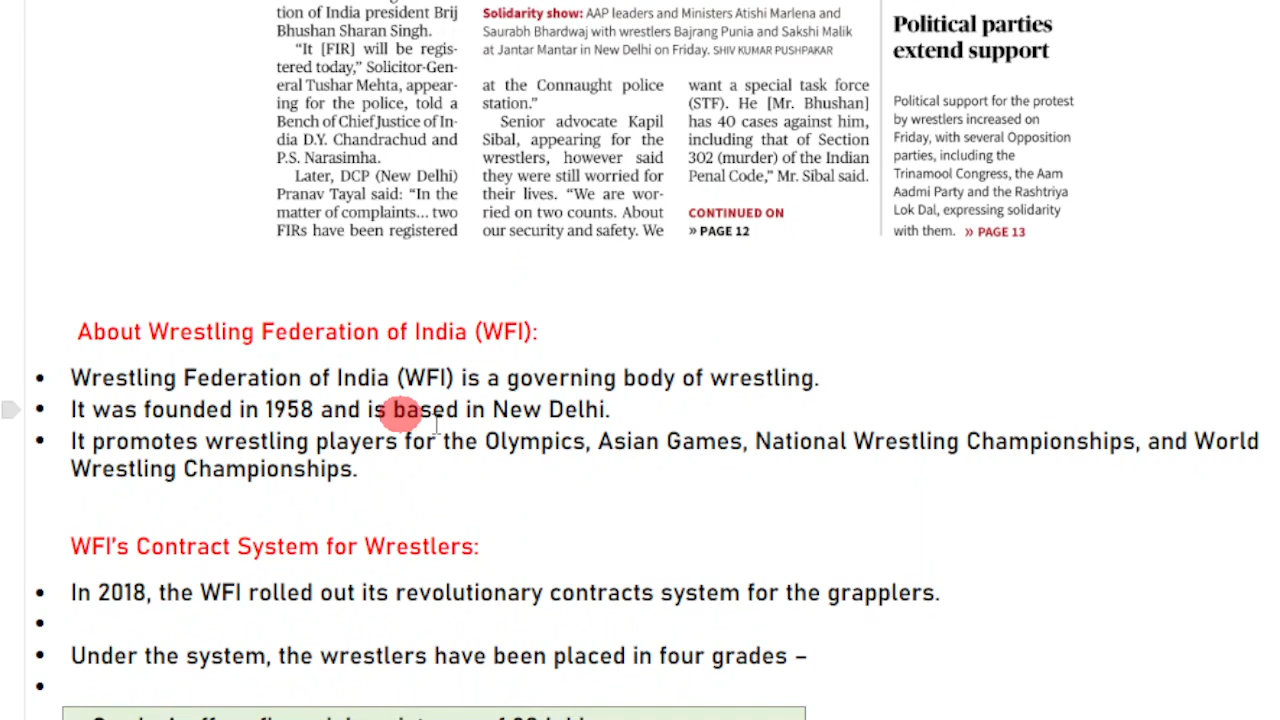 tion of India president Brij
Bhushan Sharan Singh.
“It [FIR] will be regis-
tered today,” Solicitor-Gen-
eral Tushar Mehta, appear-
ing for the police, told a
Bench of Chief Justice of In-
dia D.Y. Chandrachud and
P.S. Narasimha.
Later, DCP (New Delhi)
Pranav Tayal said: “In the
matter of complaints... two
FIRs have been registered
Solidarity show: AAP leaders and Ministers Atishi Marlena and
Saurabh Bhardwaj with wrestlers Bajrang Punia and Sakshi Malik
at Jantar Mantar in New Delhi on Friday. SHIV KUMAR PUSHPAKAR
at the Connaught police
station.”
Senior advocate Kapil
Sibal, appearing for the
wrestlers, however said
they were still worried for
their lives. “We are wor-
ried on two counts. About
our security and safety. We
want a special task force
(STF). He [Mr. Bhushan]
has 40 cases against him,
including that of Section
302 (murder) of the Indian
Penal Code,” Mr. Sibal said.
CONTINUED ON
» PAGE 12
Political parties
extend support
Political support for the protest
by wrestlers increased on
Friday, with several Opposition
parties, including the
Trinamool Congress, the Aam
Aadmi Party and the Rashtriya
Lok Dal, expressing solidarity
with them. » PAGE 13
About Wrestling Federation of India (WFI):
• Wrestling Federation of India (WFI) is a governing body of wrestling.
• It was founded in 1958 and is based in New Delhi.
• It promotes wrestling players for the Olympics, Asian Games, National Wrestling Championships, and World
Wrestling Championships.
WFI’s Contract System for Wrestlers:
• In 2018, the WFI rolled out its revolutionary contracts system for the grapplers.
•
• Under the system, the wrestlers have been placed in four grades –
•